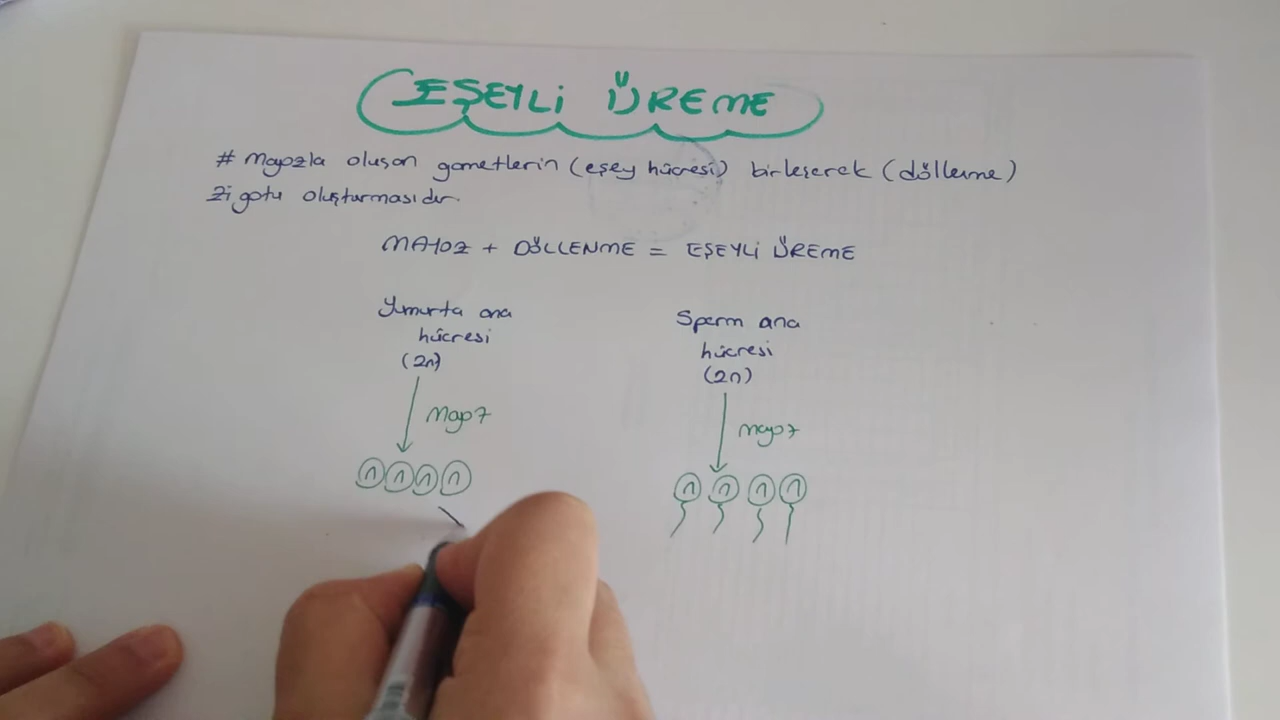 EŞEYLİ ÜREME
# Mayozla oluşan gametlerin (eşey hücresi) birleşerek (döllenme)
Zigotu oluşturmasıdır.
MAYOZ + DÖLLENME = EŞEYLİ ÜREME
Yumurta ana
hücresi
(2n)
Mayoz
n n n n
Sperm ana
hücresi
(2n)
mayoz
n n n n